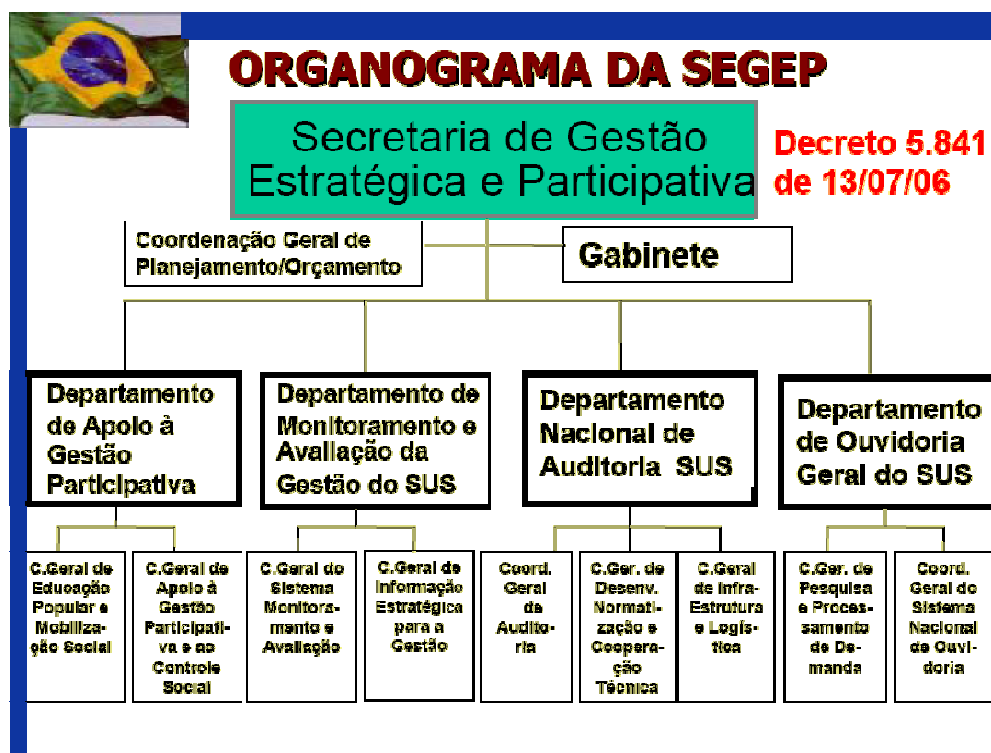 ORGANOGRAMA DA SEGEP
Secretaria de Gestão
Estratégica e Participativa
Decreto 5.841
de 13/07/06
Coordenação Geral de
Planejamento/Orçamento
Gabinete
Departamento
de Apoio à
Gestão
Participativa
Departamento de
Monitoramento e
Avaliação da
Gestão do SUS
Departamento
Nacional de
Auditoria SUS
Departamento
de Ouvidoria
Geral do SUS
C.Geral de
Educação
Popular e
Mobiliza-
ção Social
C.Geral de
Apoio à
Gestão
Participati-
va e ao
Controle
Social
C.Geral do
Sistema
Monitora-
mento e
Avaliação
C.Geral de
Informação
Estratégica
para a
Gestão
Coord.
Geral
de
Audito-
ria
C.Ger. de
Desenv.
Normati-
zação e
Coopera-
ção
Técnica
C.Geral
de Infra-
Estrutura
e Logís-
tica
C.Ger. de
Pesquisa
e Proces-
samento
de De-
manda
Coord.
Geral do
Sistema
Nacional
de Ouvi-
doria